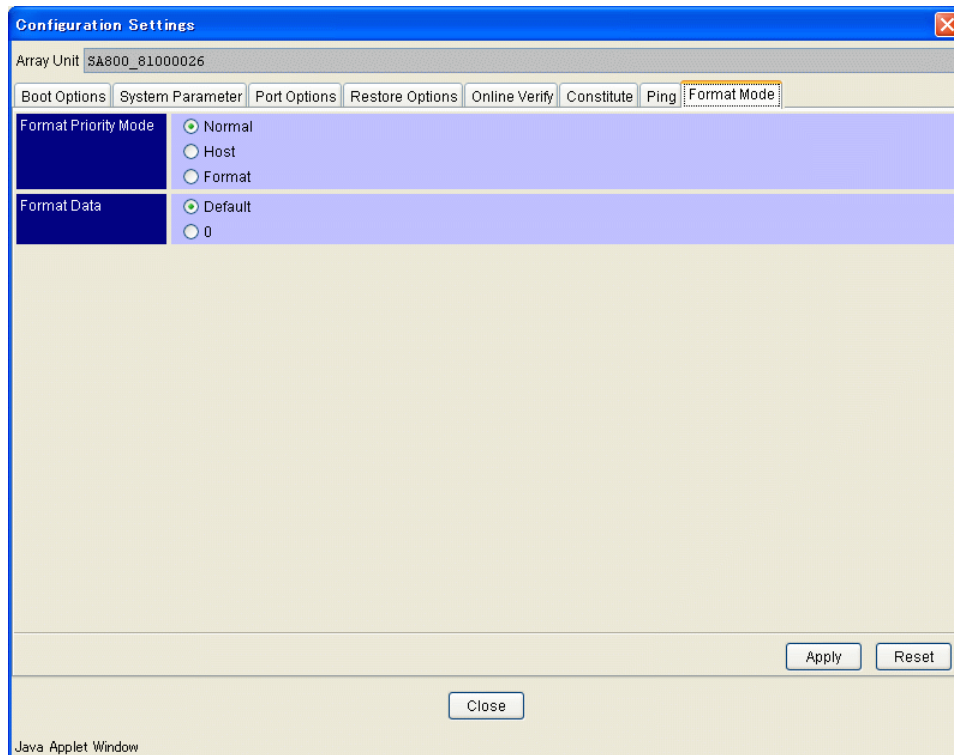 Configuration Settings
Array Unit SA800_81000026
Boot Options System Parameter Port Options Restore Options Online Verify Constitute Ping Format Mode
Format Priority Mode
Normal
Host
Format
Format Data
Default
0
Apply Reset
Close
Java Applet Window